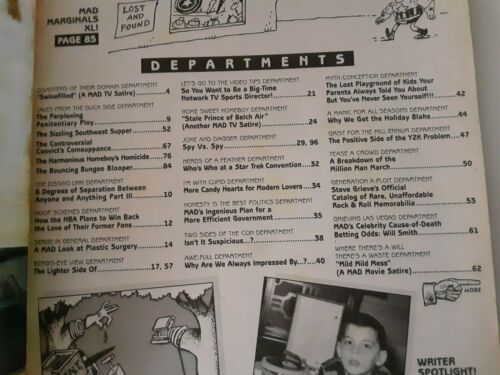 MAD
MARGINALS
XL!
PAGE 85
LOST
AND
FOUND
DEPARTMENTS
DISASTERS OF THEIR DOMAIN DEPARTMENT
"Swinefilled" (A MAD TV Satire)...4
TALES FROM THE DUCK SIDE DEPARTMENT
The Perplexing
Penitentiary Ploy...9
The Sizzling Southwest Supper...52
The Controversial
Convict's Comeuppance...67
The Harmonious Homeboy's Homicide...76
The Bouncing Bungee Blooper...84
THE DISSING LINK DEPARTMENT
6 Degrees of Separation Between
Anyone and Anything Part III...10
HOOP SCHEMES DEPARTMENT
How the NBA Plans to Win Back
the Love of Their Former Fans...12
SERGE-IN GENERAL DEPARTMENT
A MAD Look at Plastic Surgery...14
BERG'S-EYE VIEW DEPARTMENT
The Lighter Side Of...17, 57
LET'S GO TO THE VIDEO TIPS DEPARTMENT
So You Want to Be a Big-Time
Network TV Sports Director!...21
HOME SWEET HOMEBOY DEPARTMENT
"Stale Prince of Belch Air"
(Another MAD TV Satire)...24
JOKE AND DAGGER DEPARTMENT
Spy Vs. Spy...29, 96
NERDS OF A FEATHER DEPARTMENT
Who's Who at a Star Trek Convention...32
I'M WITH CUPID DEPARTMENT
More Candy Hearts for Modern Lovers...34
HONESTY IS THE BEST POLITICS DEPARTMENT
MAD's Ingenious Plan for a
More Efficient Government...35
TWO SIDES OF THE CON DEPARTMENT
Isn't It Suspicious...?...38
AWE-FULL DEPARTMENT
Why Are We Always Impressed By...?...40
MYTH-CONCEPTION DEPARTMENT
The Lost Playground of Kids Your
Parents Always Told You About
But You've Never Seen Yourself!!!...42
A MANIC FOR ALL SEASONS DEPARTMENT
Why We Get the Holiday Blahs...44
GRIST FOR THE MILL-ENNIUM DEPARTMENT
The Positive Side of the Y2K Problem...47
TEASE A CROWD DEPARTMENT
A Breakdown of the
Million Man March...50
GENERATION X-PLOIT DEPARTMENT
Steve Grieve's Official
Catalog of Rare, Unaffordable
Rock & Roll Memorabilia...53
GRIEVING LAS VEGAS DEPARTMENT
MAD's Celebrity Cause-of-Death
Betting Odds: Will Smith...61
WHERE THERE'S A WILL
THERE'S A WASTE DEPARTMENT
"Mild Mild Mess"
(A MAD Movie Satire)...62
MORE
WRITER
SPOTLIGHT!